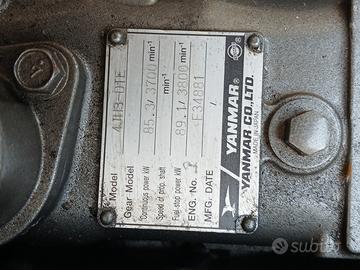 Model 4JH3-DTE
Gear Model
Continuous power kW 85.3/3700 min⁻¹
Speed of prop. shaft min⁻¹
Fuel stop power kW 89.1/3800 min⁻¹
ENG. No. E34881
MFG. DATE
YANMAR®
YANMAR CO.,LTD.
MADE IN JAPAN
subito